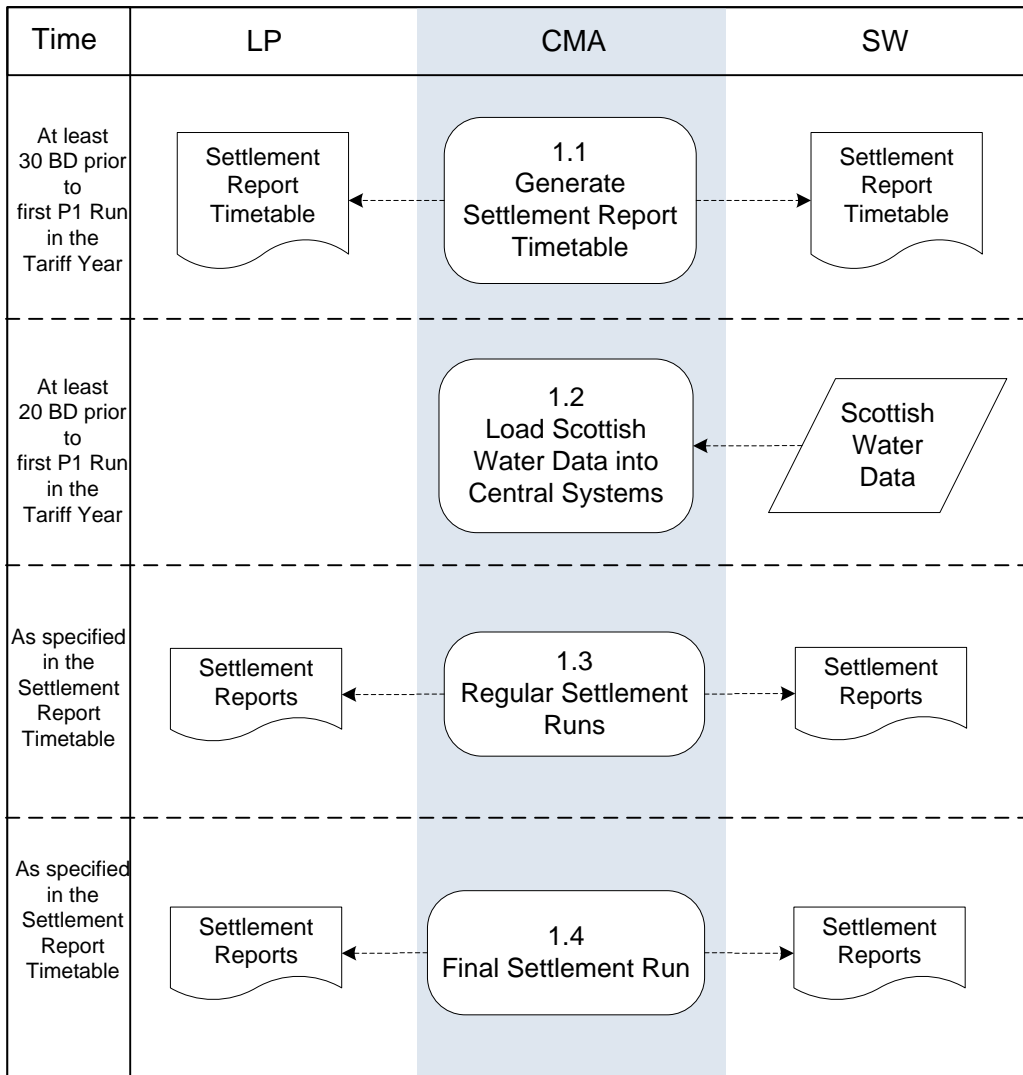 Time
LP
CMA
SW
At least
30 BD prior
to
first P1 Run
in the
Tariff Year
Settlement
Report
Timetable
1.1
Generate
Settlement Report
Timetable
Settlement
Report
Timetable
At least
20 BD prior
to
first P1 Run
in the
Tariff Year
1.2
Load Scottish
Water Data into
Central Systems
Scottish
Water
Data
As specified
in the
Settlement
Report
Timetable
Settlement
Reports
1.3
Regular Settlement
Runs
Settlement
Reports
As specified
in the
Settlement
Report
Timetable
Settlement
Reports
1.4
Final Settlement Run
Settlement
Reports